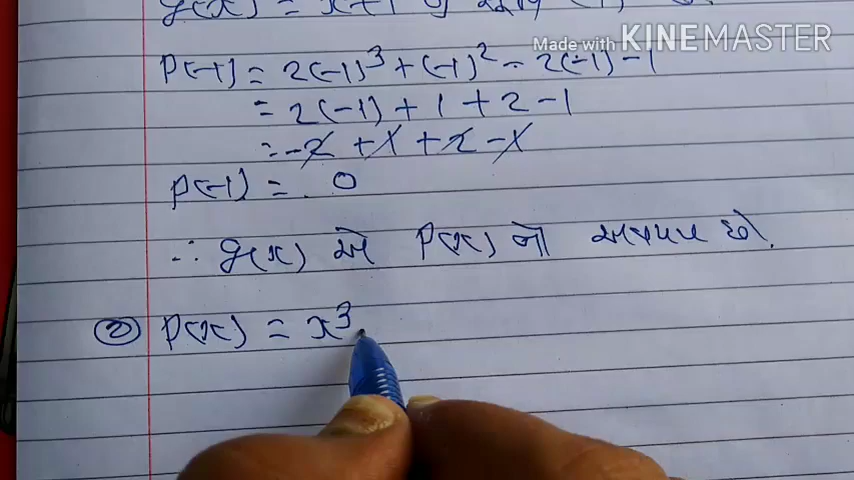 g(x) = x+1
Made with KINEMASTER
P(-1) = 2(-1)³ + (-1)² - 2(-1) - 1
= 2(-1) + 1 + 2 - 1
= -2 + 1 + 2 - 1
P(-1) = 0
∴ g(x) એ P(x) નો અવયવ છે.
② P(x) = x³